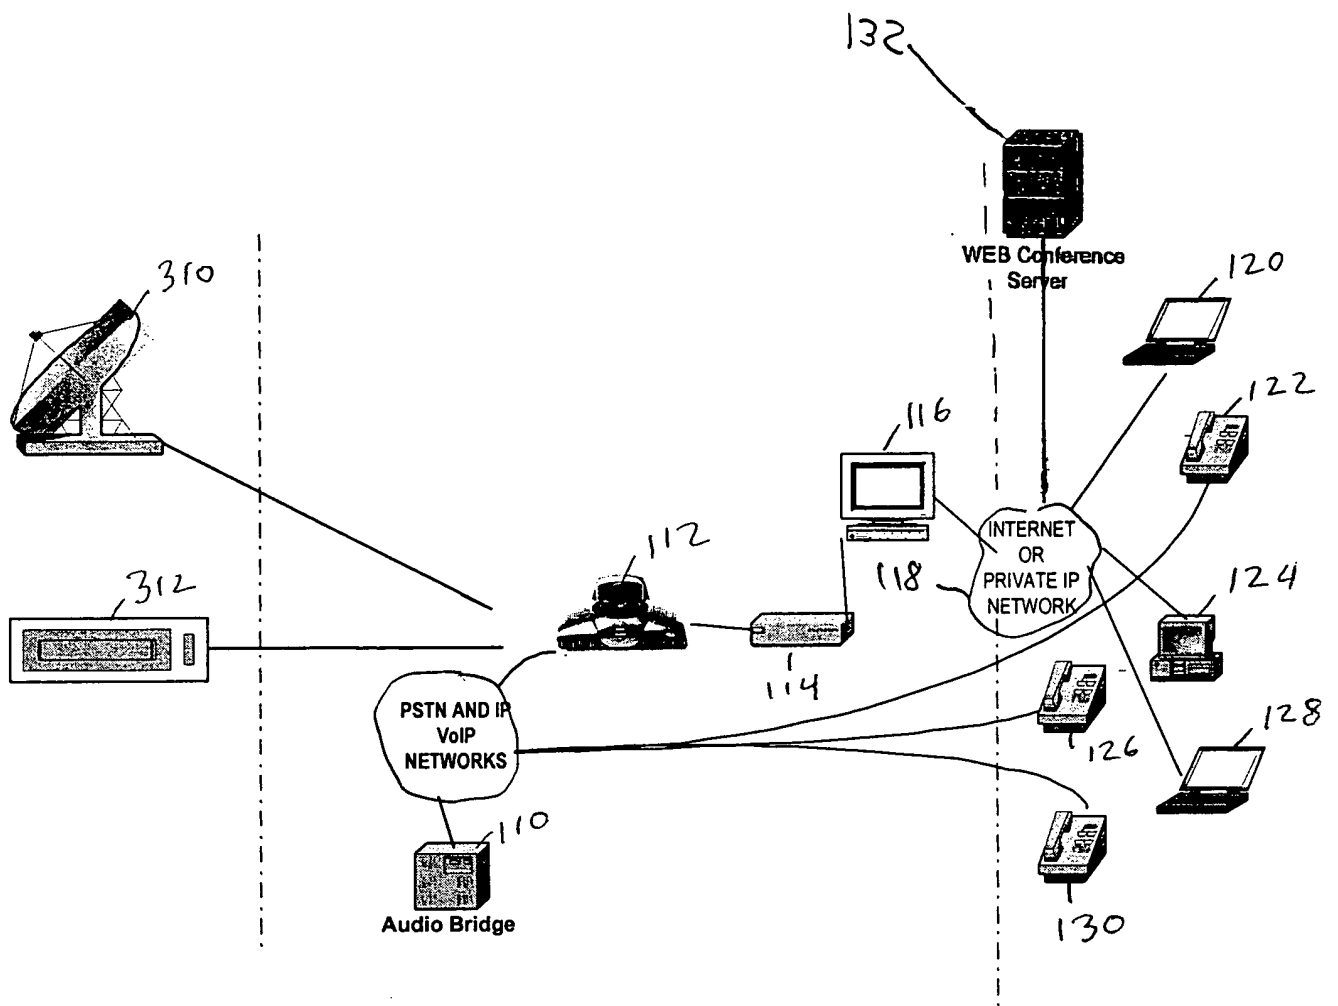 132
WEB Conference
Server
310
120
122
116
INTERNET
OR
PRIVATE IP
NETWORK
118
112
124
312
114
PSTN AND IP
VoIP
NETWORKS
126
128
110
Audio Bridge
130